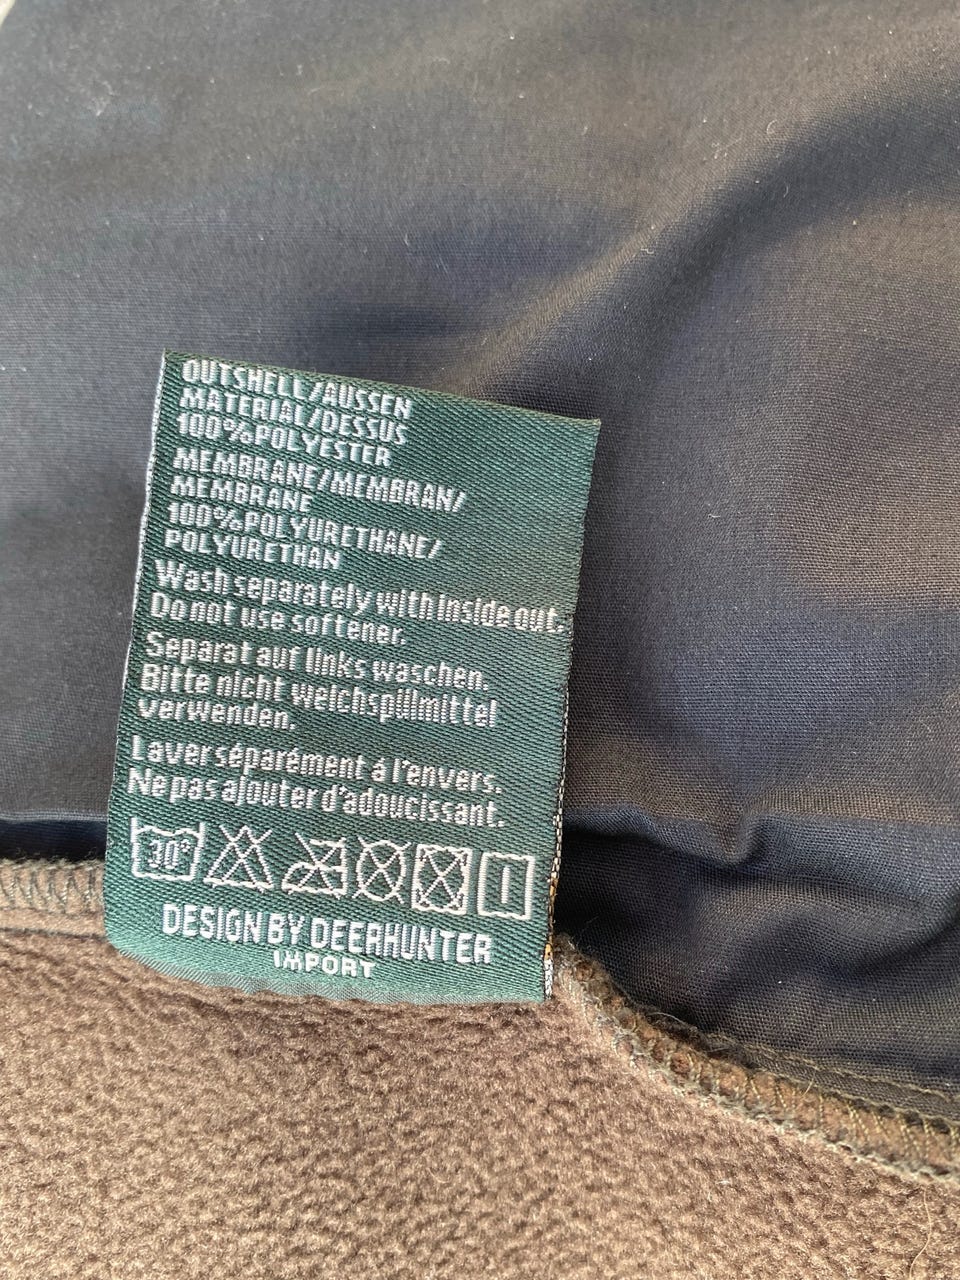 OUTSHELL/AUSSEN
MATERIAL/DESSUS
100%POLYESTER
MEMBRANE/MEMBRAN/
MEMBRANE
100%POLYURETHANE/
POLYURETHAN
Wash separately with inside out.
Do not use softener.
Separat auf links waschen.
Bitte nicht weichspülmittel
verwenden.
Laver séparément á l'envers.
Ne pas ajouter d'adoucissant.
30°
DESIGN BY DEERHUNTER
IMPORT